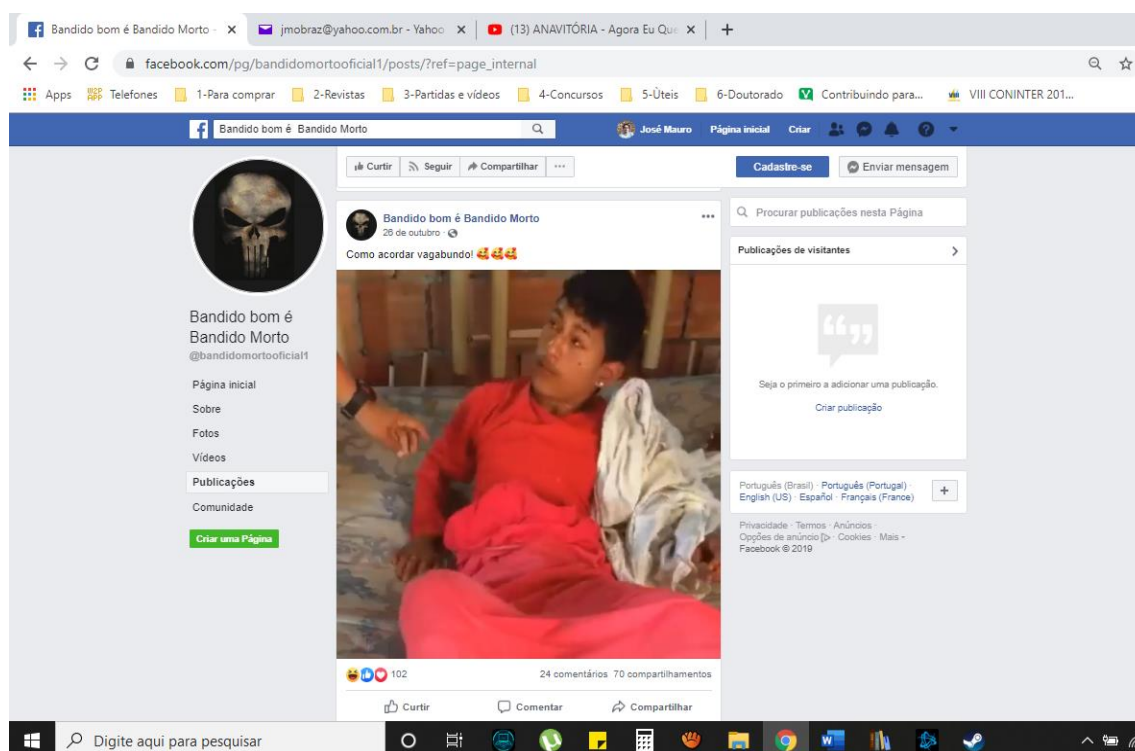 Bandido bom é Bandido Morto -
jmobraz@yahoo.com.br - Yahoo
(13) ANAVITÓRIA - Agora Eu Que
facebook.com/pg/bandidomortooficial1/posts/?ref=page_internal
Apps
Telefones
1-Para comprar
2-Revistas
3-Partidas e vídeos
4-Concursos
5-Ùteis
6-Doutorado
Contribuindo para...
VIII CONINTER 201...
Bandido bom é Bandido Morto
José Mauro
Página inicial
Criar
Curtir
Seguir
Compartilhar
Cadastre-se
Enviar mensagem
Bandido bom é
Bandido Morto
@bandidomortooficial1
Página inicial
Sobre
Fotos
Vídeos
Publicações
Comunidade
Criar uma Página
Bandido bom é Bandido Morto
26 de outubro
Como acordar vagabundo!
102
24 comentários 70 compartilhamentos
Curtir
Comentar
Compartilhar
Procurar publicações nesta Página
Publicações de visitantes
Seja o primeiro a adicionar uma publicação.
Criar publicação
Português (Brasil) · Português (Portugal) ·
English (US) · Español · Français (France)
Privacidade · Termos · Anúncios ·
Opções de anúncio · Cookies · Mais
Facebook © 2019
Digite aqui para pesquisar